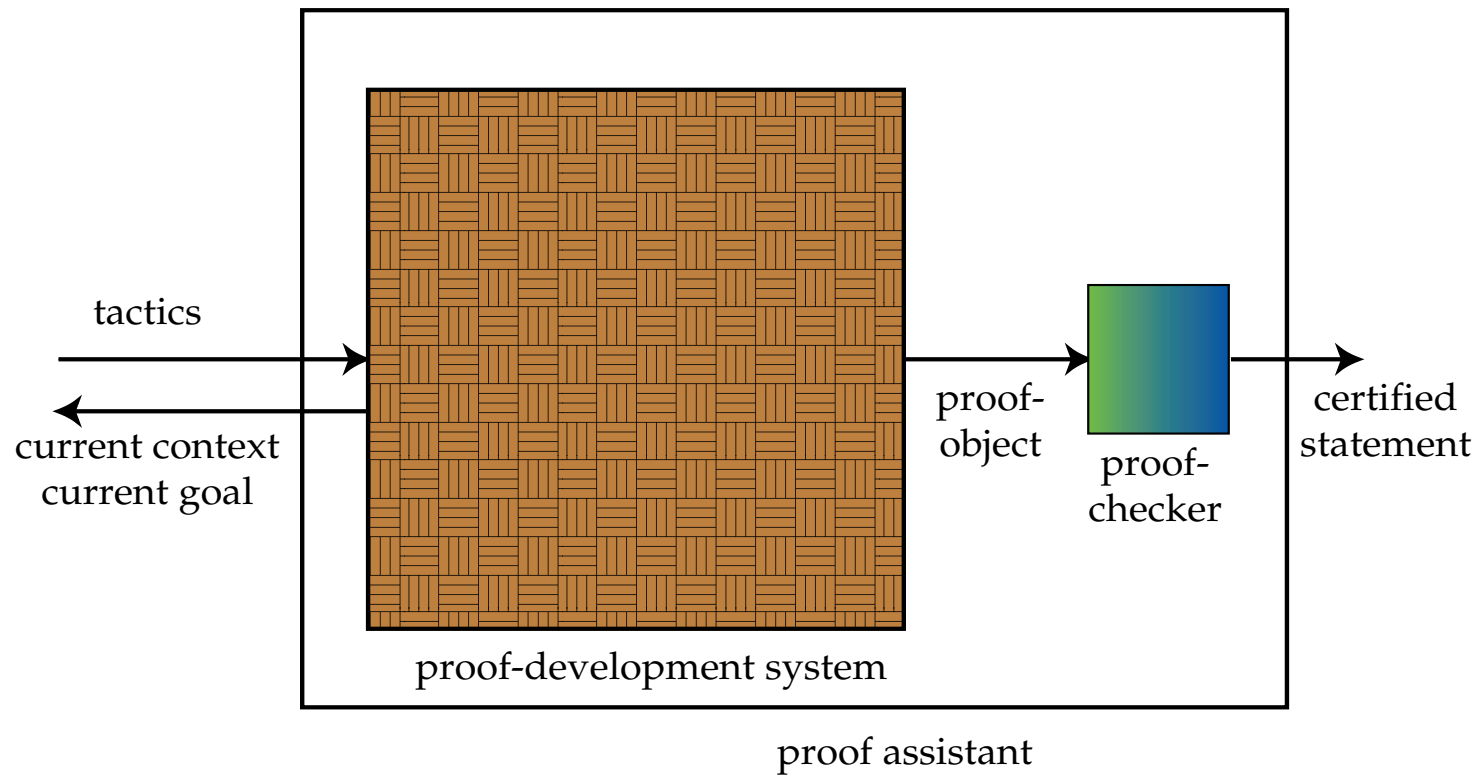 tactics
current context
current goal
proof-development system
proof-
object
proof-
checker
certified
statement
proof assistant